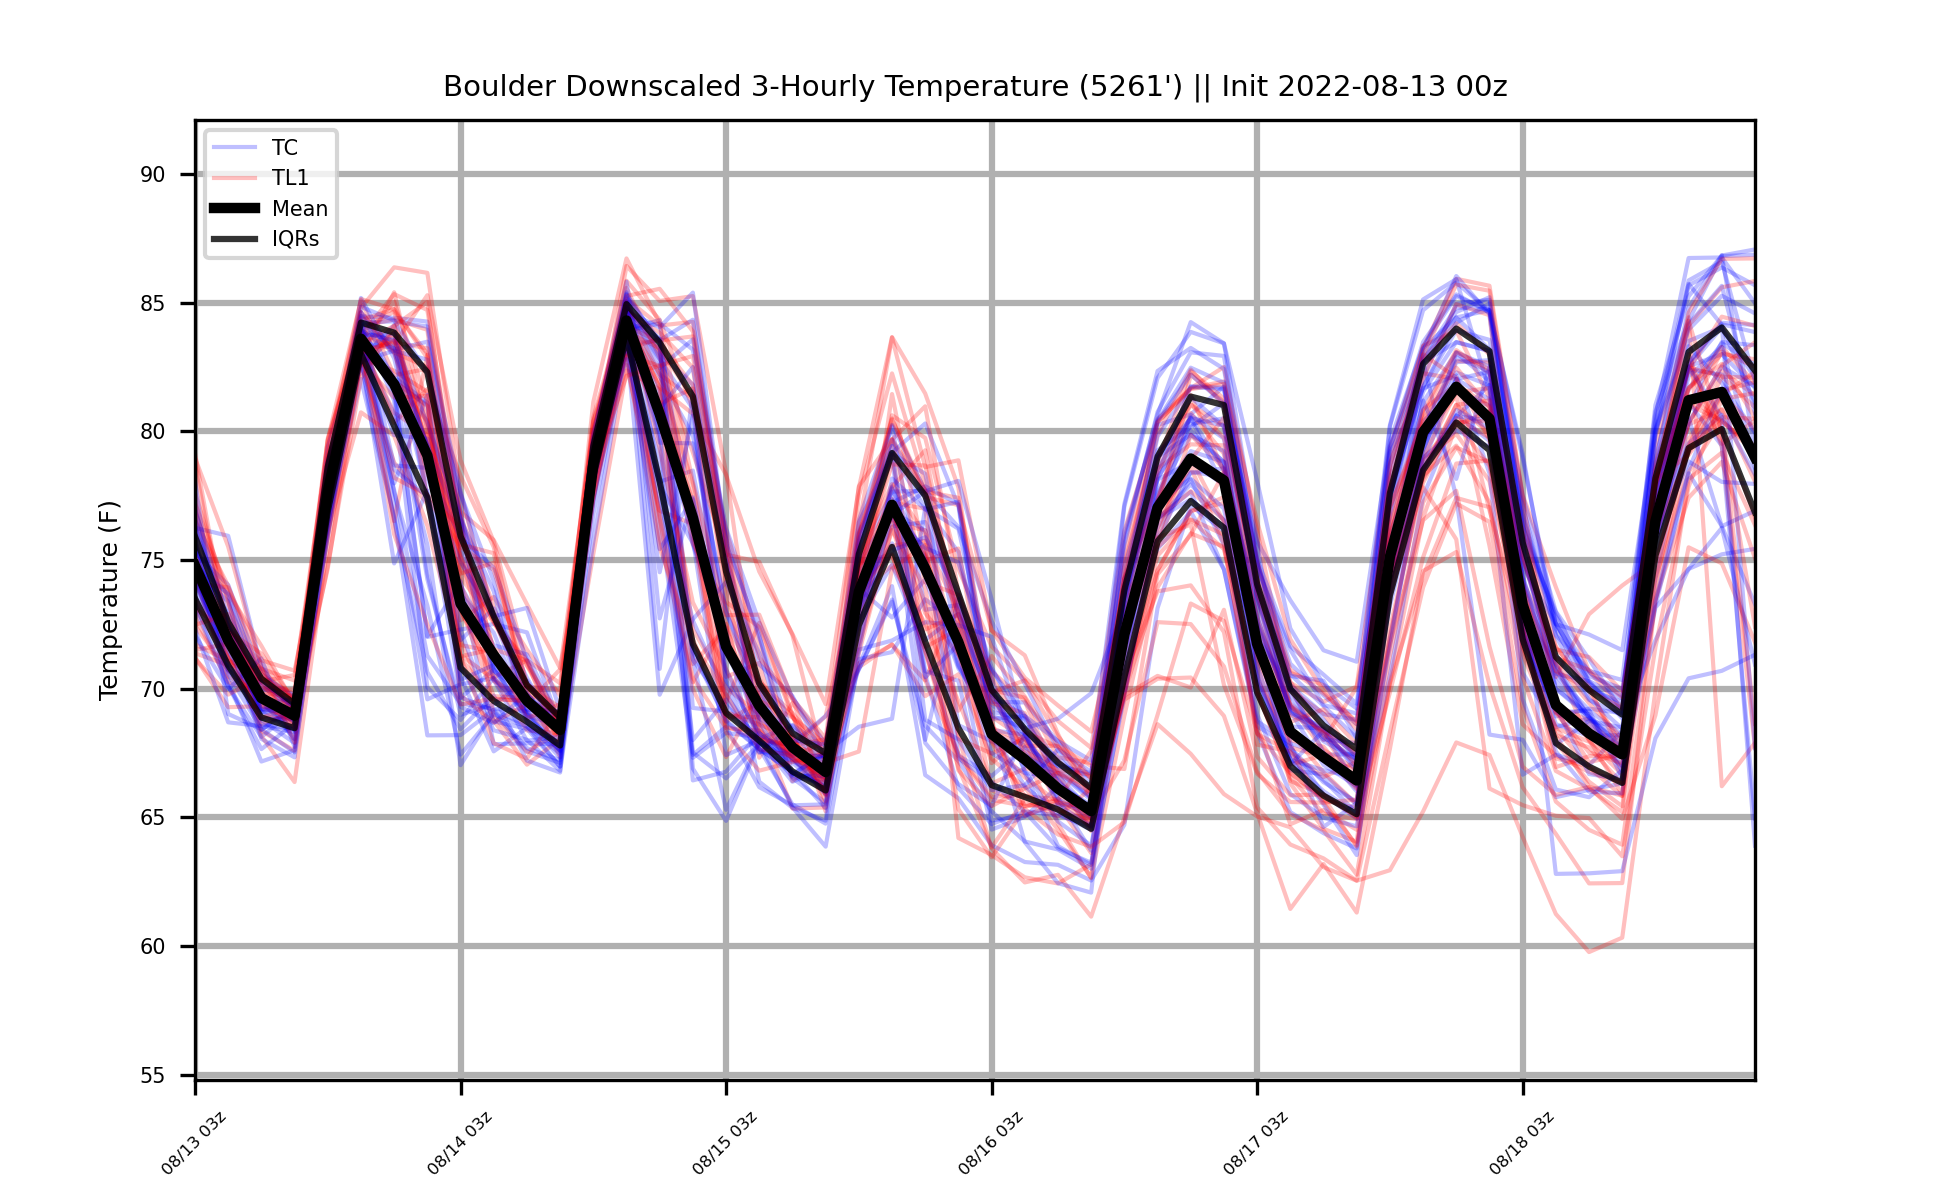 Boulder Downscaled 3-Hourly Temperature (5261') || Init 2022-08-13 00z
TC
TL1
Mean
IQRs
Temperature (F)
90
85
80
75
70
65
60
55
08/13 03z
08/14 03z
08/15 03z
08/16 03z
08/17 03z
08/18 03z